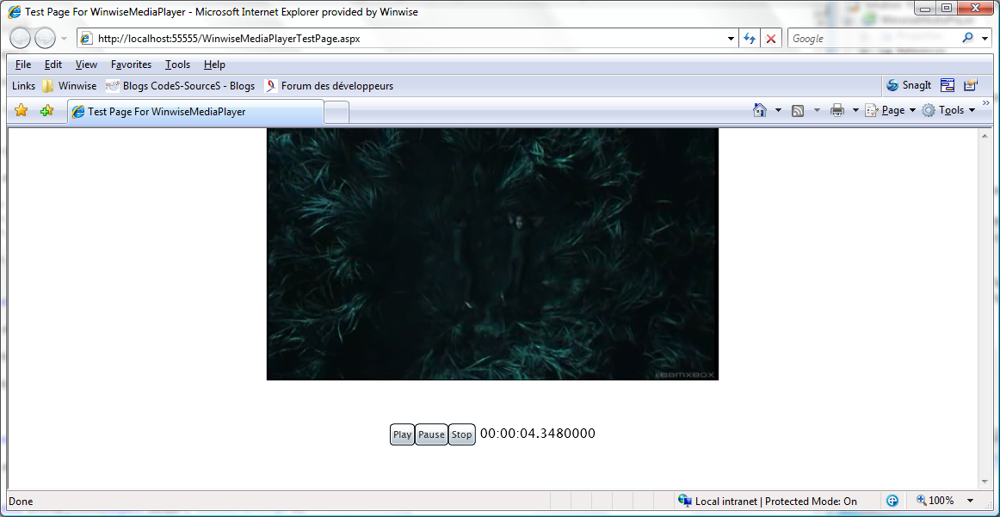 Test Page For WinwiseMediaPlayer - Microsoft Internet Explorer provided by Winwise
http://localhost:55555/WinwiseMediaPlayerTestPage.aspx
Google
File Edit View Favorites Tools Help
Links Winwise Blogs CodeS-SourceS - Blogs Forum des développeurs SnagIt
Test Page For WinwiseMediaPlayer Page Tools
teamxbox
Play Pause Stop 00:00:04.3480000
Done Local intranet | Protected Mode: On 100%